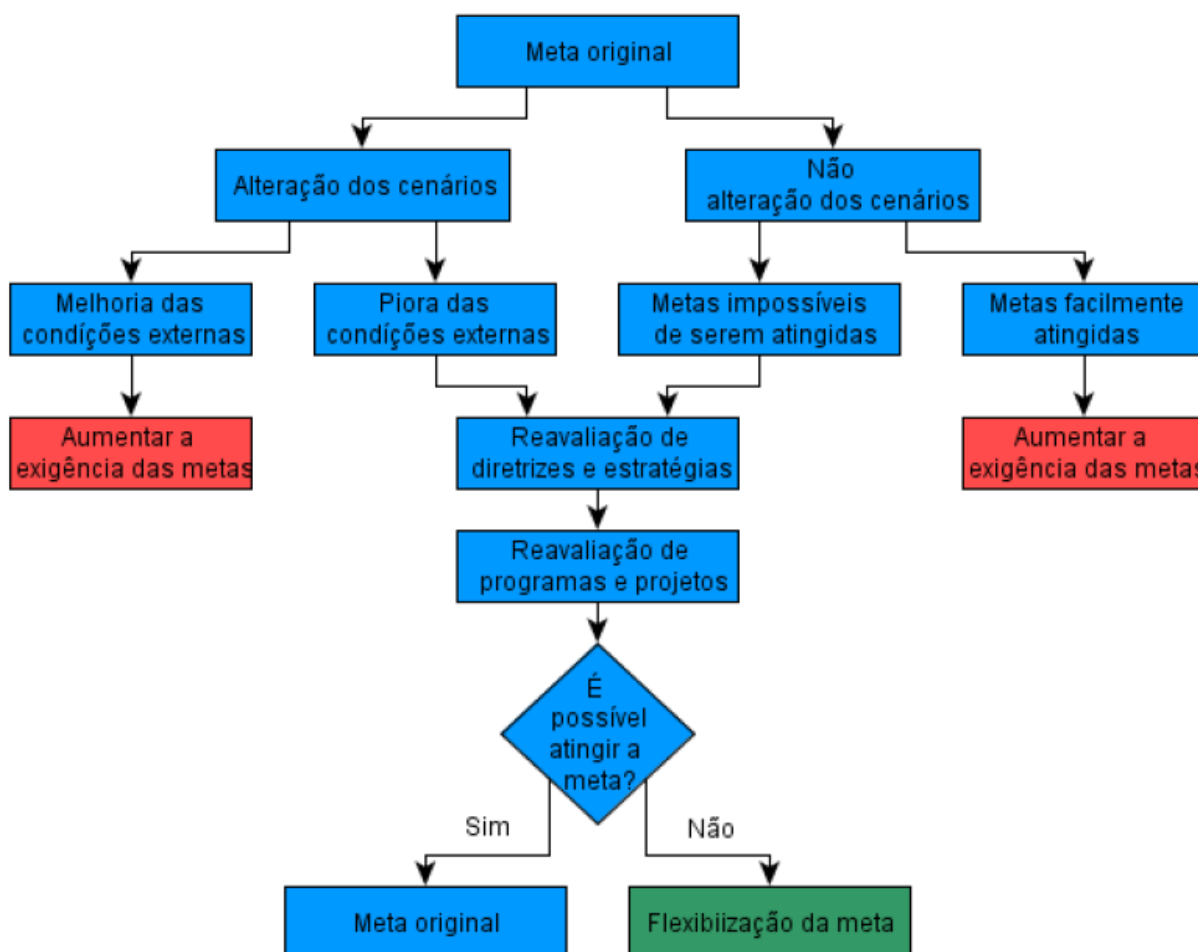 Meta original
Alteração dos cenários
Não
alteração dos cenários
Melhoria das
condições externas
Piora das
condições externas
Metas impossíveis
de serem atingidas
Metas facilmente
atingidas
Aumentar a
exigência das metas
Reavaliação de
diretrizes e estratégias
Aumentar a
exigência das metas
Reavaliação de
programas e projetos
É
possível
atingir a
meta?
Sim
Não
Meta original
Flexibiização da meta